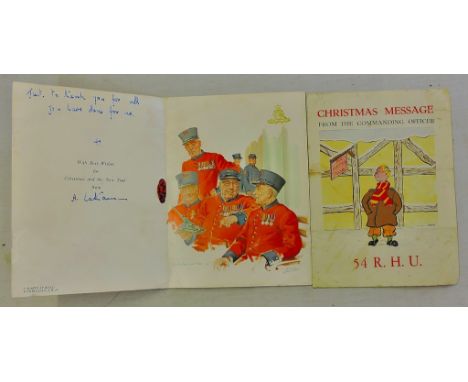 Just to thank you for all
you have done for us.
With Best Wishes
for
Christmas and the New Year
from
CHRISTMAS MESSAGE
FROM THE COMMANDING OFFICER
54 R. H. U.